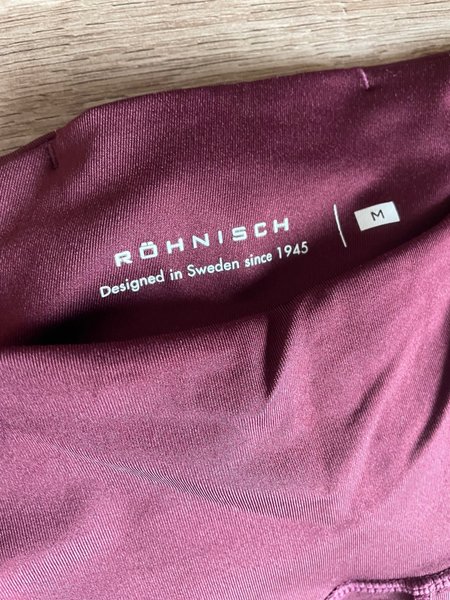 RÖHNISCH
Designed in Sweden since 1945
M